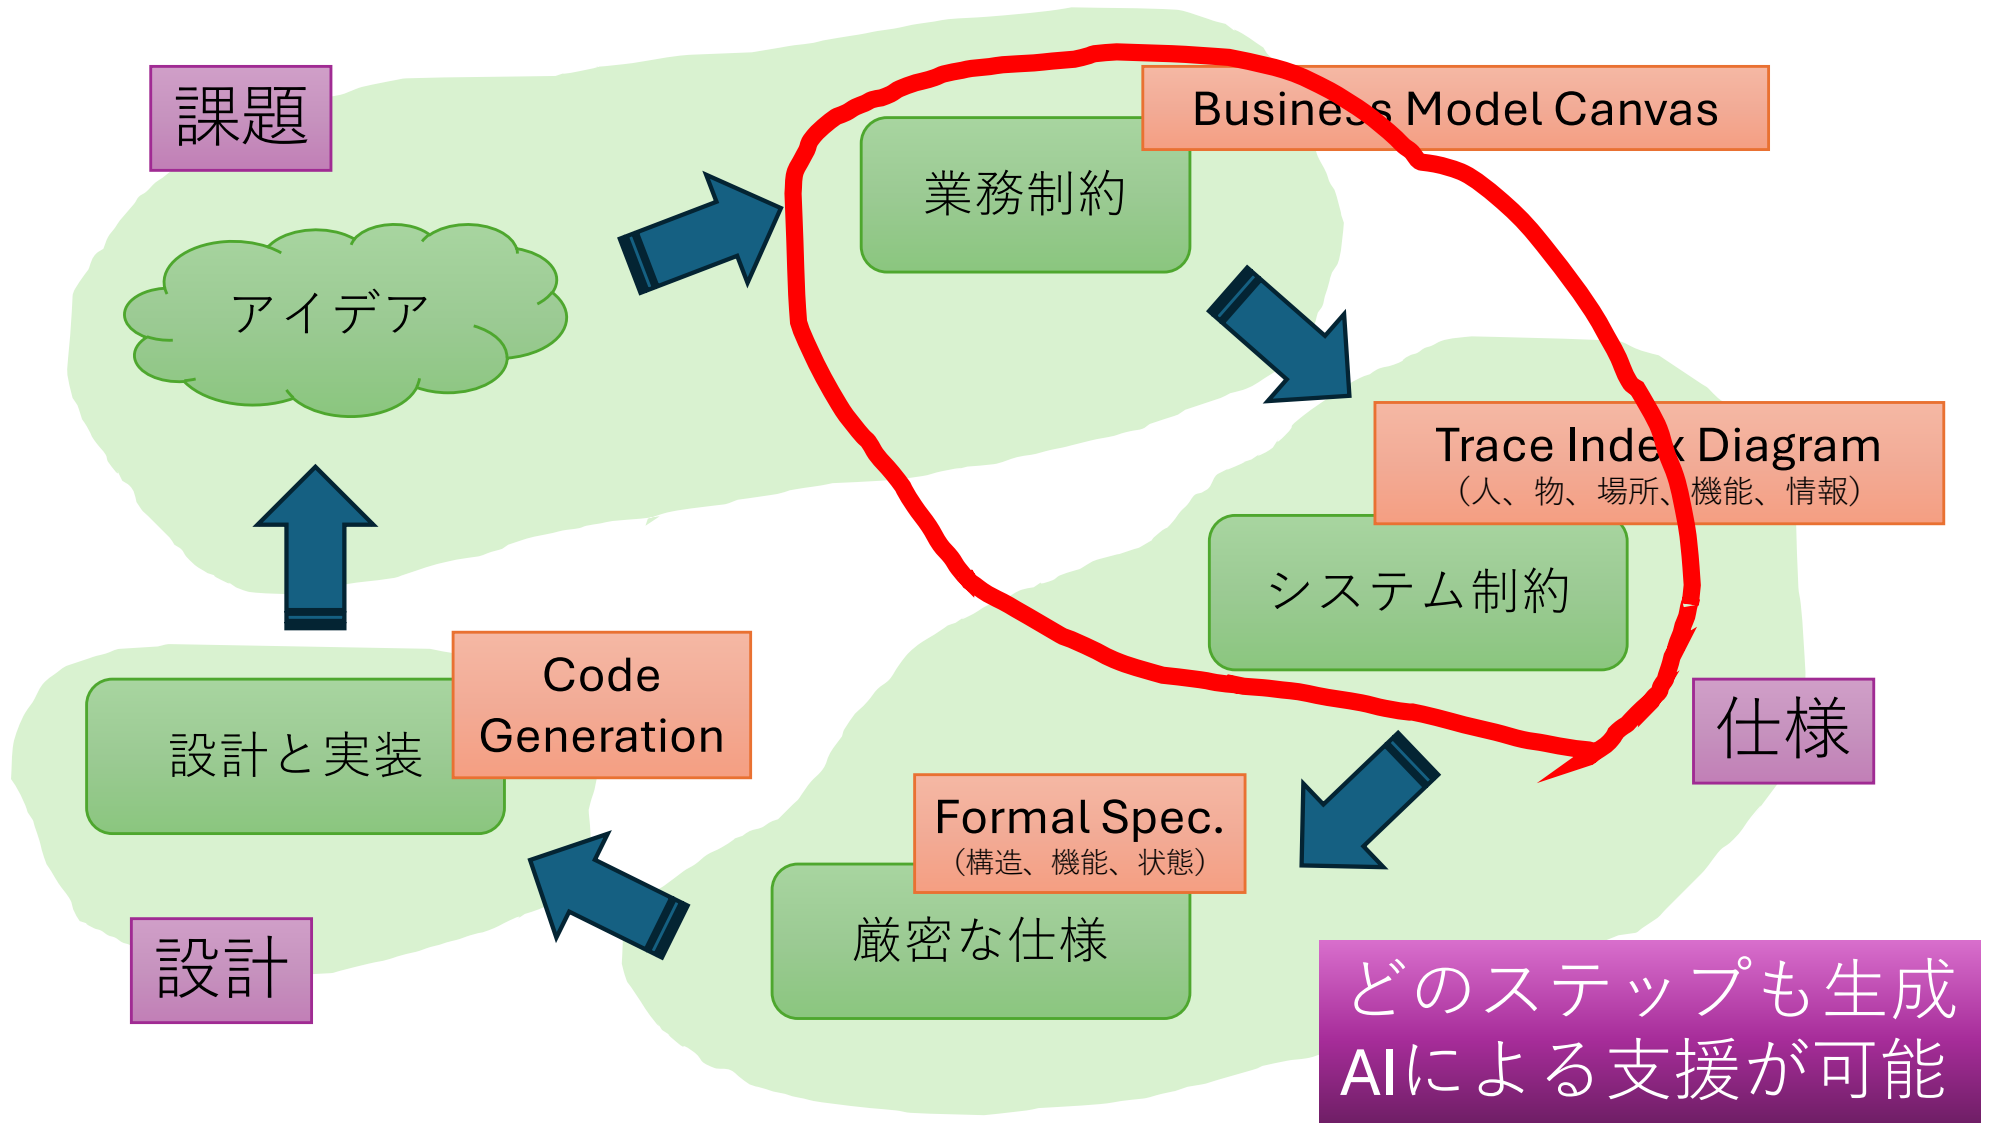 課題
Business Model Canvas
業務制約
アイデア
Trace Index Diagram
（人、物、場所、機能、情報）
システム制約
Code
Generation
設計と実装
仕様
Formal Spec.
（構造、機能、状態）
厳密な仕様
設計
どのステップも生成
AIによる支援が可能